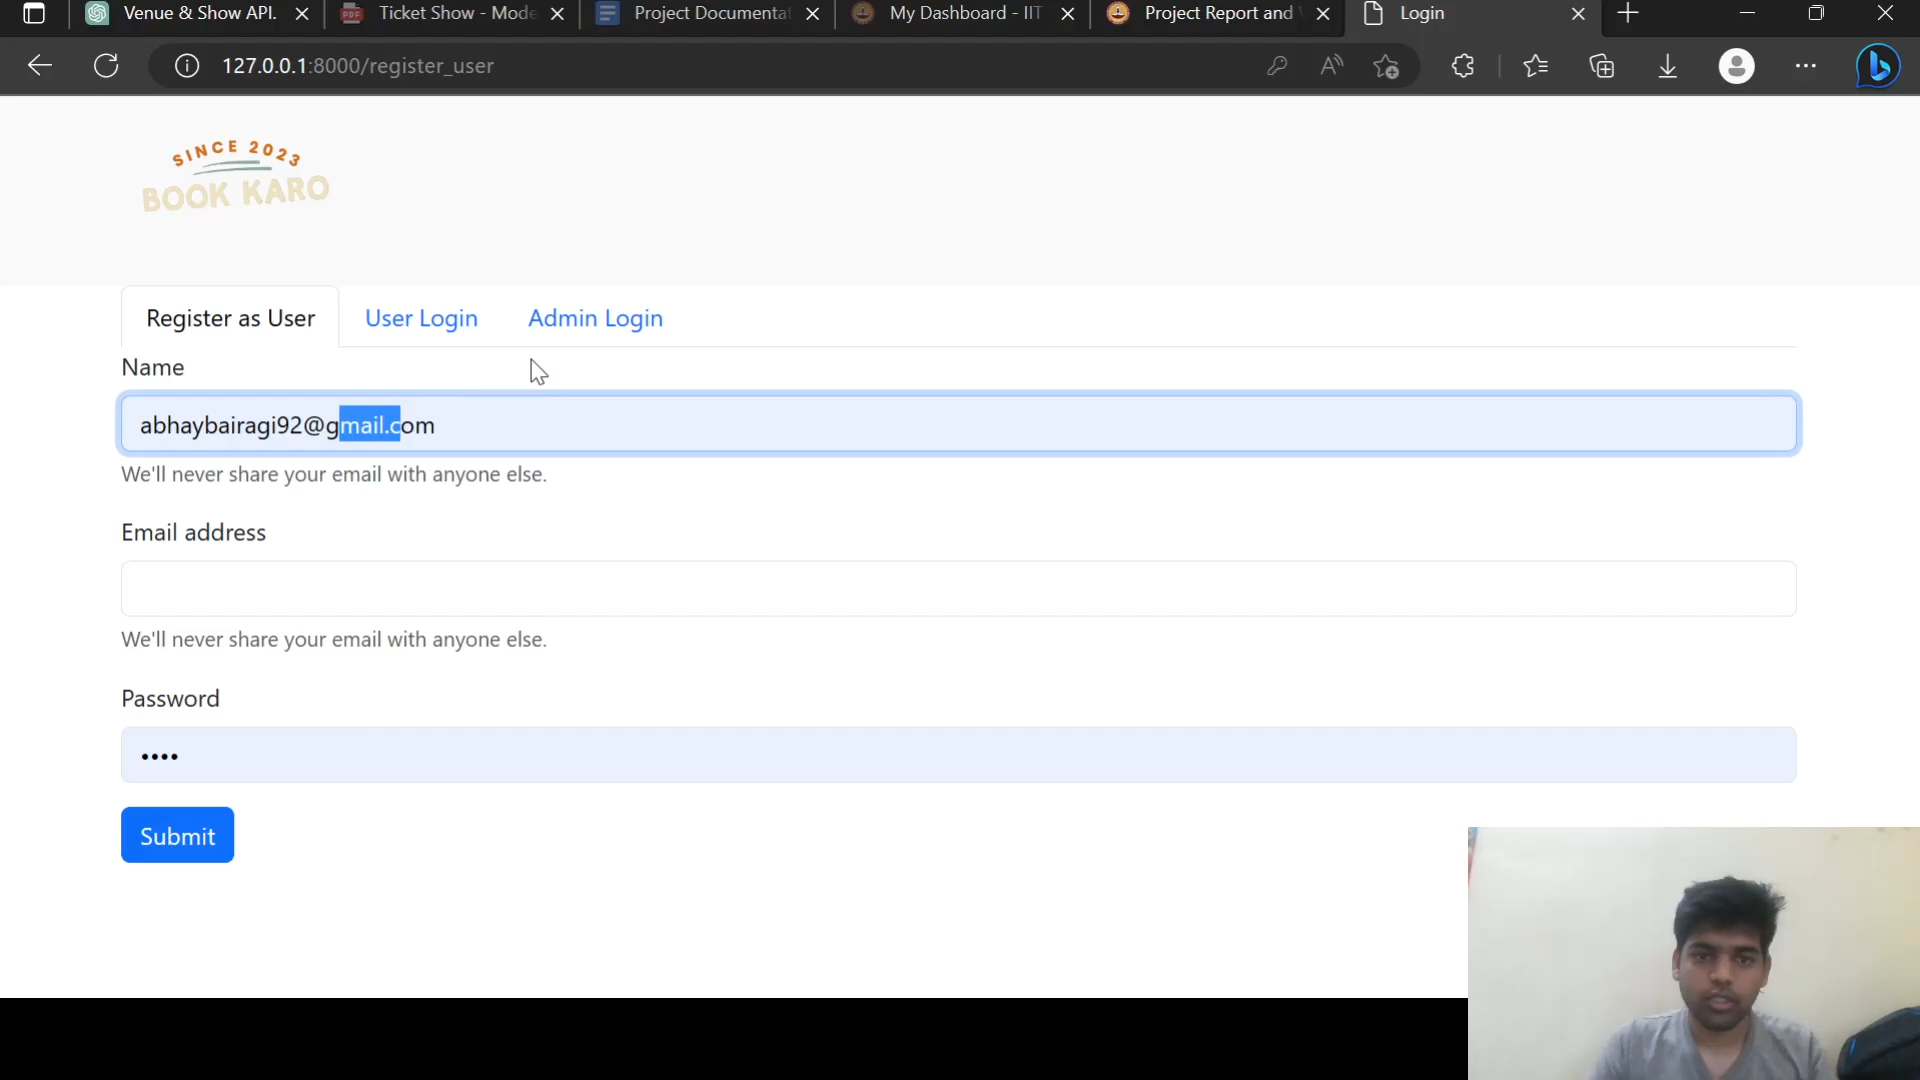 Venue & Show API.
Ticket Show - Mode
Project Documentat
My Dashboard - IIT
Project Report and
Login
127.0.0.1:8000/register_user
SINCE 2023
BOOK KARO
Register as User
User Login
Admin Login
Name
abhaybairagi92@gmail.com
We'll never share your email with anyone else.
Email address
We'll never share your email with anyone else.
Password
••••
Submit